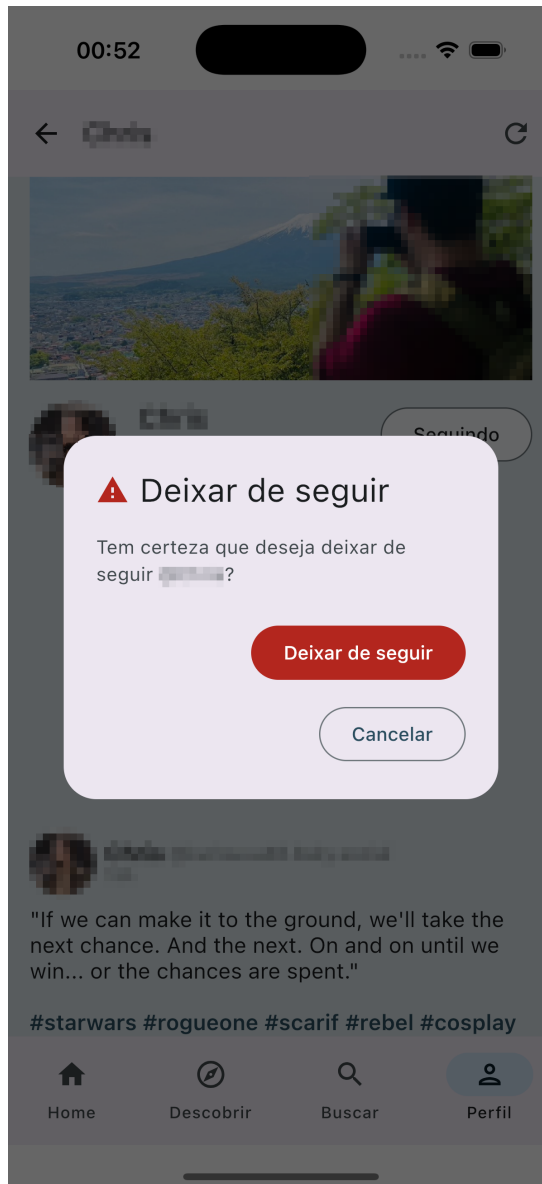 00:52
Seguindo
Deixar de seguir
Tem certeza que deseja deixar de
seguir ?
Deixar de seguir
Cancelar
"If we can make it to the ground, we'll take the
next chance. And the next. On and on until we
win... or the chances are spent."
#starwars #rogueone #scarif #rebel #cosplay
Home
Descobrir
Buscar
Perfil